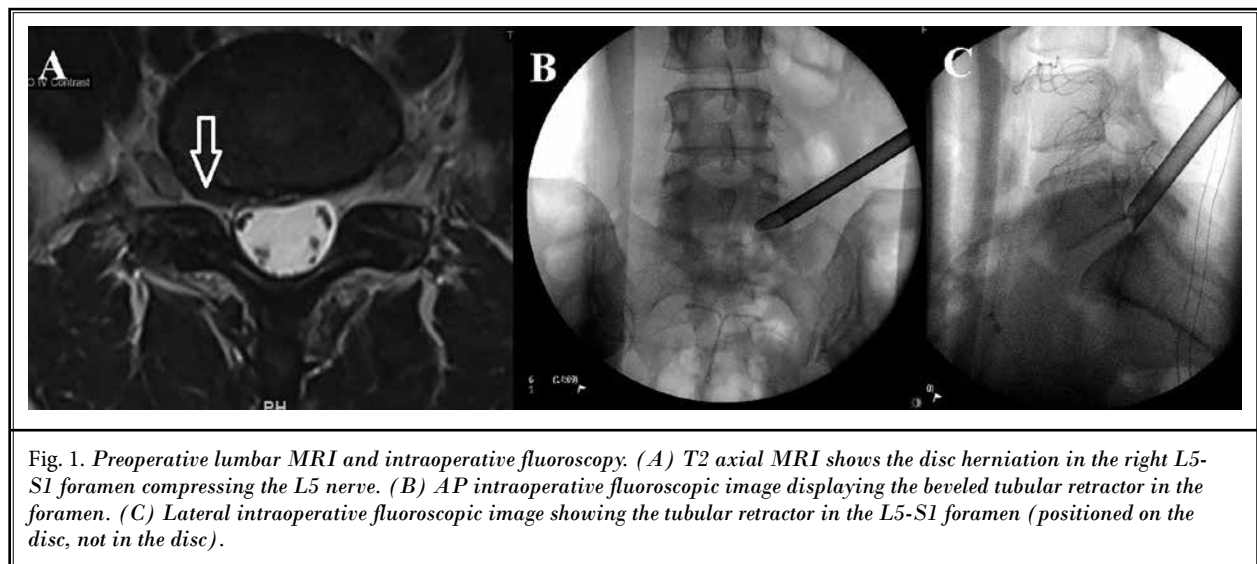 A
O IV Contrast
T
PH
B
C
Fig. 1. Preoperative lumbar MRI and intraoperative fluoroscopy. (A) T2 axial MRI shows the disc herniation in the right L5-
S1 foramen compressing the L5 nerve. (B) AP intraoperative fluoroscopic image displaying the beveled tubular retractor in the
foramen. (C) Lateral intraoperative fluoroscopic image showing the tubular retractor in the L5-S1 foramen (positioned on the
disc, not in the disc).